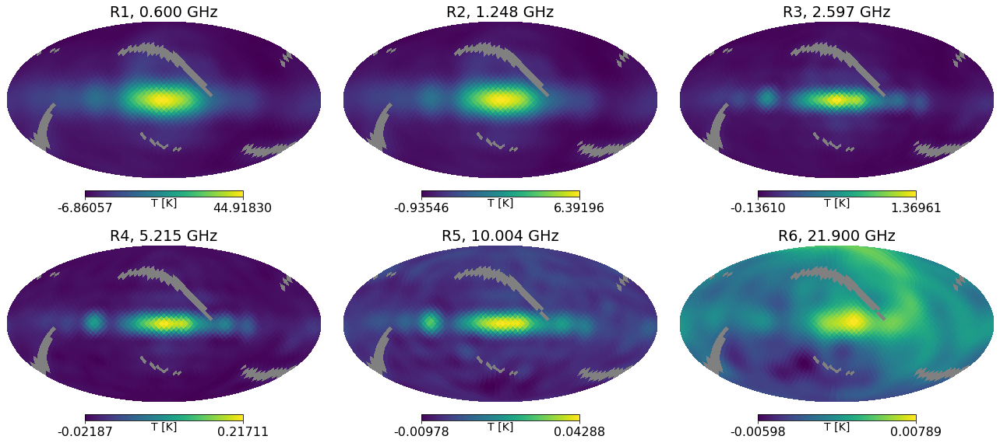 R1, 0.600 GHz
R2, 1.248 GHz
R3, 2.597 GHz
-6.86057 T [K] 44.91830
-0.93546 T [K] 6.39196
-0.13610 T [K] 1.36961
R4, 5.215 GHz
R5, 10.004 GHz
R6, 21.900 GHz
-0.02187 T [K] 0.21711
-0.00978 T [K] 0.04288
-0.00598 T [K] 0.00789